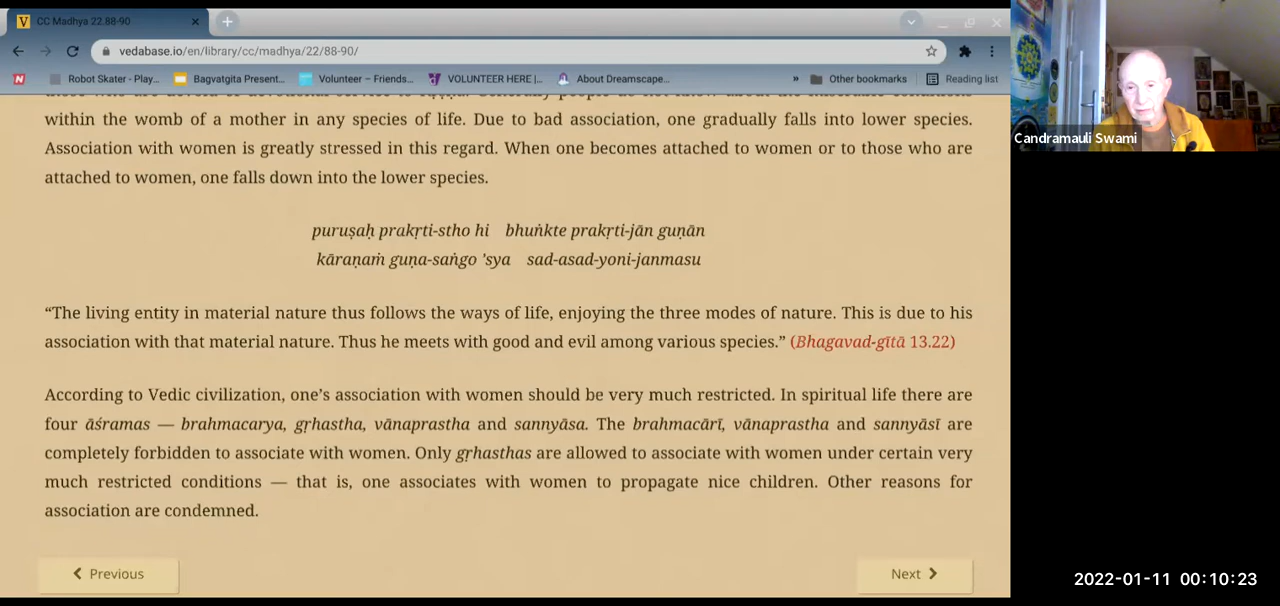 CC Madhya 22.88-90
vedabase.io/en/library/cc/madhya/22/88-90/
Robot Skater - Play... Bagvatgita Present... Volunteer – Friends... VOLUNTEER HERE |... About Dreamscape... » Other bookmarks Reading list
within the womb of a mother in any species of life. Due to bad association, one gradually falls into lower species.
Association with women is greatly stressed in this regard. When one becomes attached to women or to those who are
attached to women, one falls down into the lower species.
puruṣaḥ prakṛti-stho hi bhuṅkte prakṛti-jān guṇān
kāraṇaṁ guṇa-saṅgo 'sya sad-asad-yoni-janmasu
“The living entity in material nature thus follows the ways of life, enjoying the three modes of nature. This is due to his
association with that material nature. Thus he meets with good and evil among various species.” (Bhagavad-gītā 13.22)
According to Vedic civilization, one’s association with women should be very much restricted. In spiritual life there are
four āśramas — brahmacarya, gṛhastha, vānaprastha and sannyāsa. The brahmacārī, vānaprastha and sannyāsī are
completely forbidden to associate with women. Only gṛhasthas are allowed to associate with women under certain very
much restricted conditions — that is, one associates with women to propagate nice children. Other reasons for
association are condemned.
Previous
Next
Candramauli Swami
2022-01-11 00:10:23